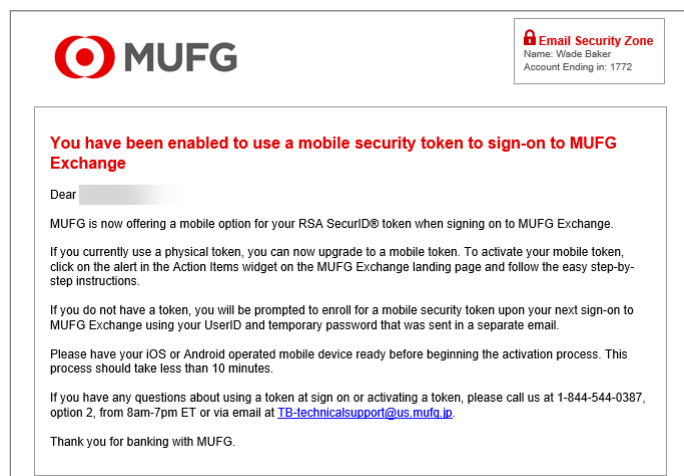 MUFG
Email Security Zone
Name: Wade Baker
Account Ending in: 1772
You have been enabled to use a mobile security token to sign-on to MUFG
Exchange
Dear
MUFG is now offering a mobile option for your RSA SecurID® token when signing on to MUFG Exchange.
If you currently use a physical token, you can now upgrade to a mobile token. To activate your mobile token,
click on the alert in the Action Items widget on the MUFG Exchange landing page and follow the easy step-by-
step instructions.
If you do not have a token, you will be prompted to enroll for a mobile security token upon your next sign-on to
MUFG Exchange using your UserID and temporary password that was sent in a separate email.
Please have your iOS or Android operated mobile device ready before beginning the activation process. This
process should take less than 10 minutes.
If you have any questions about using a token at sign on or activating a token, please call us at 1-844-544-0387,
option 2, from 8am-7pm ET or via email at TB-technicalsupport@us.mufg.jp.
Thank you for banking with MUFG.